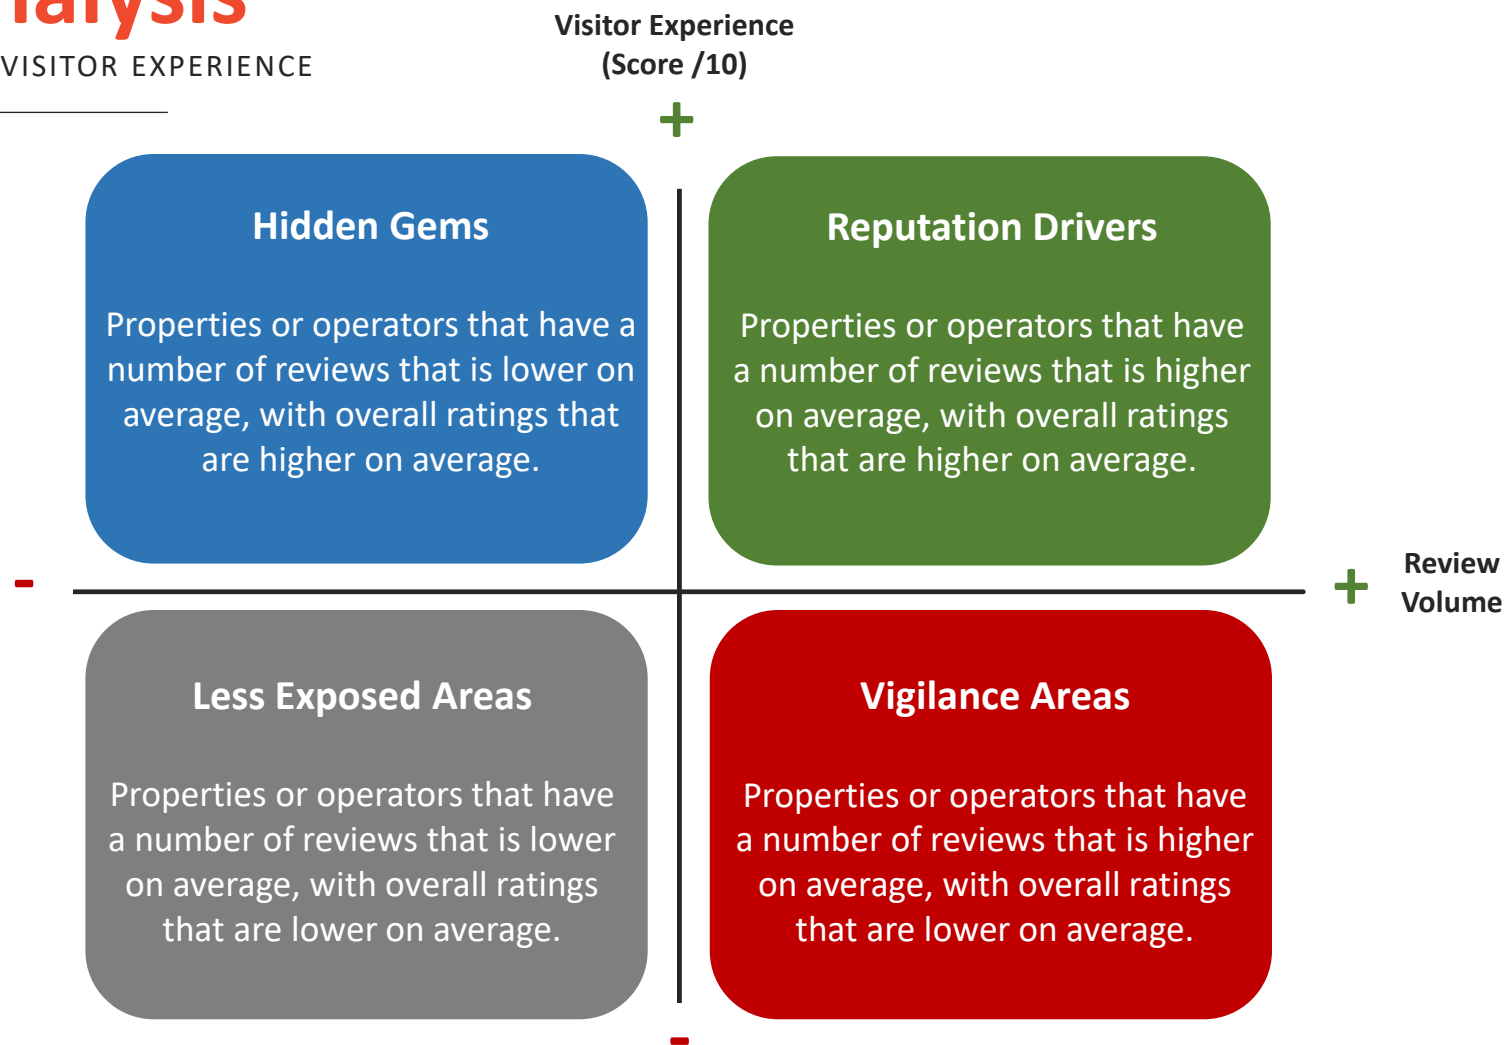 VISITOR EXPERIENCE
Visitor Experience
(Score /10)
+
Hidden Gems
Properties or operators that have a
number of reviews that is lower on
average, with overall ratings that
are higher on average.
Reputation Drivers
Properties or operators that have
a number of reviews that is higher
on average, with overall ratings
that are higher on average.
-
+
Review
Volume
Less Exposed Areas
Properties or operators that have
a number of reviews that is lower
on average, with overall ratings
that are lower on average.
Vigilance Areas
Properties or operators that have
a number of reviews that is higher
on average, with overall ratings
that are lower on average.
-